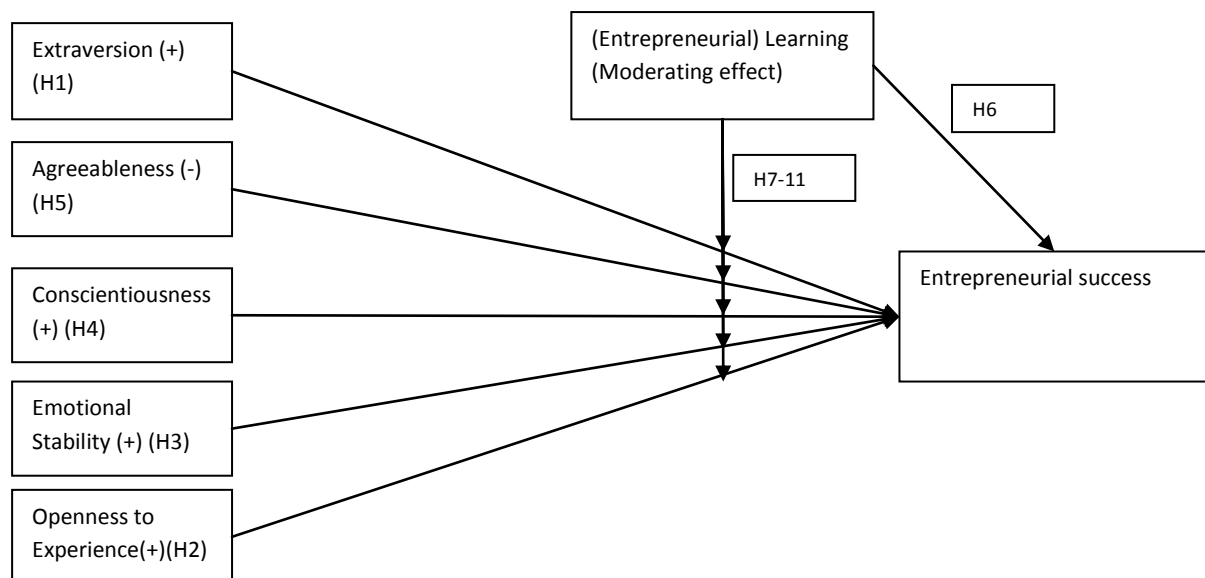 Extraversion (+)
(H1)
Agreeableness (-)
(H5)
Conscientiousness
(+) (H4)
Emotional
Stability (+) (H3)
Openness to
Experience(+)(H2)
(Entrepreneurial) Learning
(Moderating effect)
H6
H7-11
Entrepreneurial success